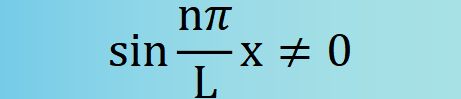 sin nπ/L x ≠ 0